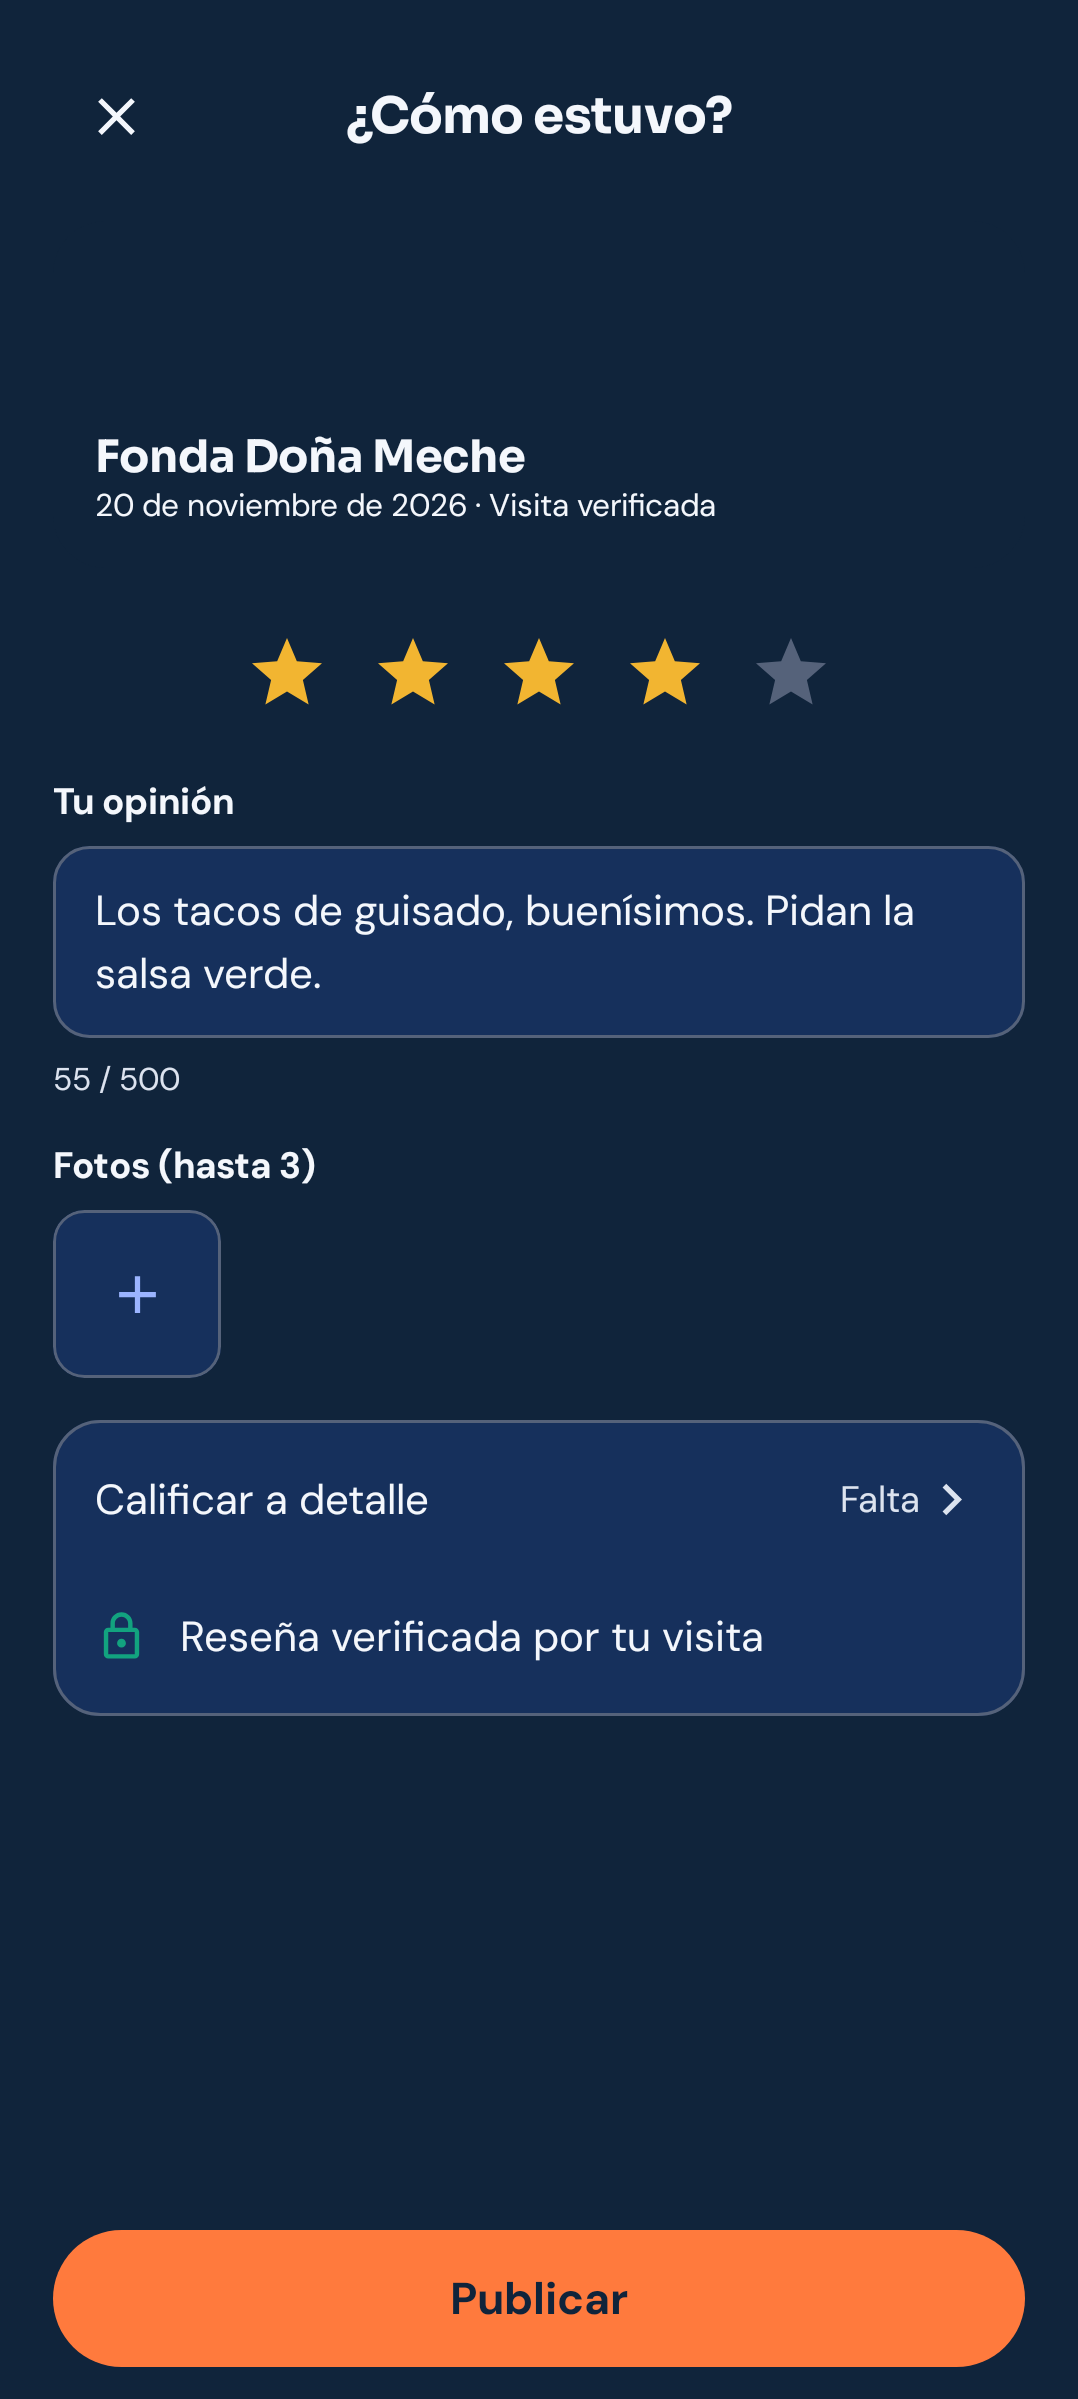 ¿Cómo estuvo?
Fonda Doña Meche
20 de noviembre de 2026 · Visita verificada
Tu opinión
Los tacos de guisado, buenísimos. Pidan la
salsa verde.
55 / 500
Fotos (hasta 3)
Calificar a detalle Falta
Reseña verificada por tu visita
Publicar